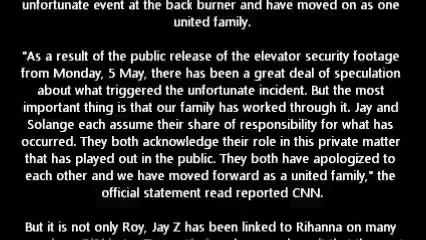 unfortunate event at the back burner and have moved on as one
united family.
"As a result of the public release of the elevator security footage
from Monday, 5 May, there has been a great deal of speculation
about what triggered the unfortunate incident. But the most
important thing is that our family has worked through it. Jay and
Solange each assume their share of responsibility for what has
occurred. They both acknowledge their role in this private matter
that has played out in the public. They both have apologized to
each other and we have moved forward as a united family," the
official statement read reported CNN.
But it is not only Roy, Jay Z has been linked to Rihanna on many